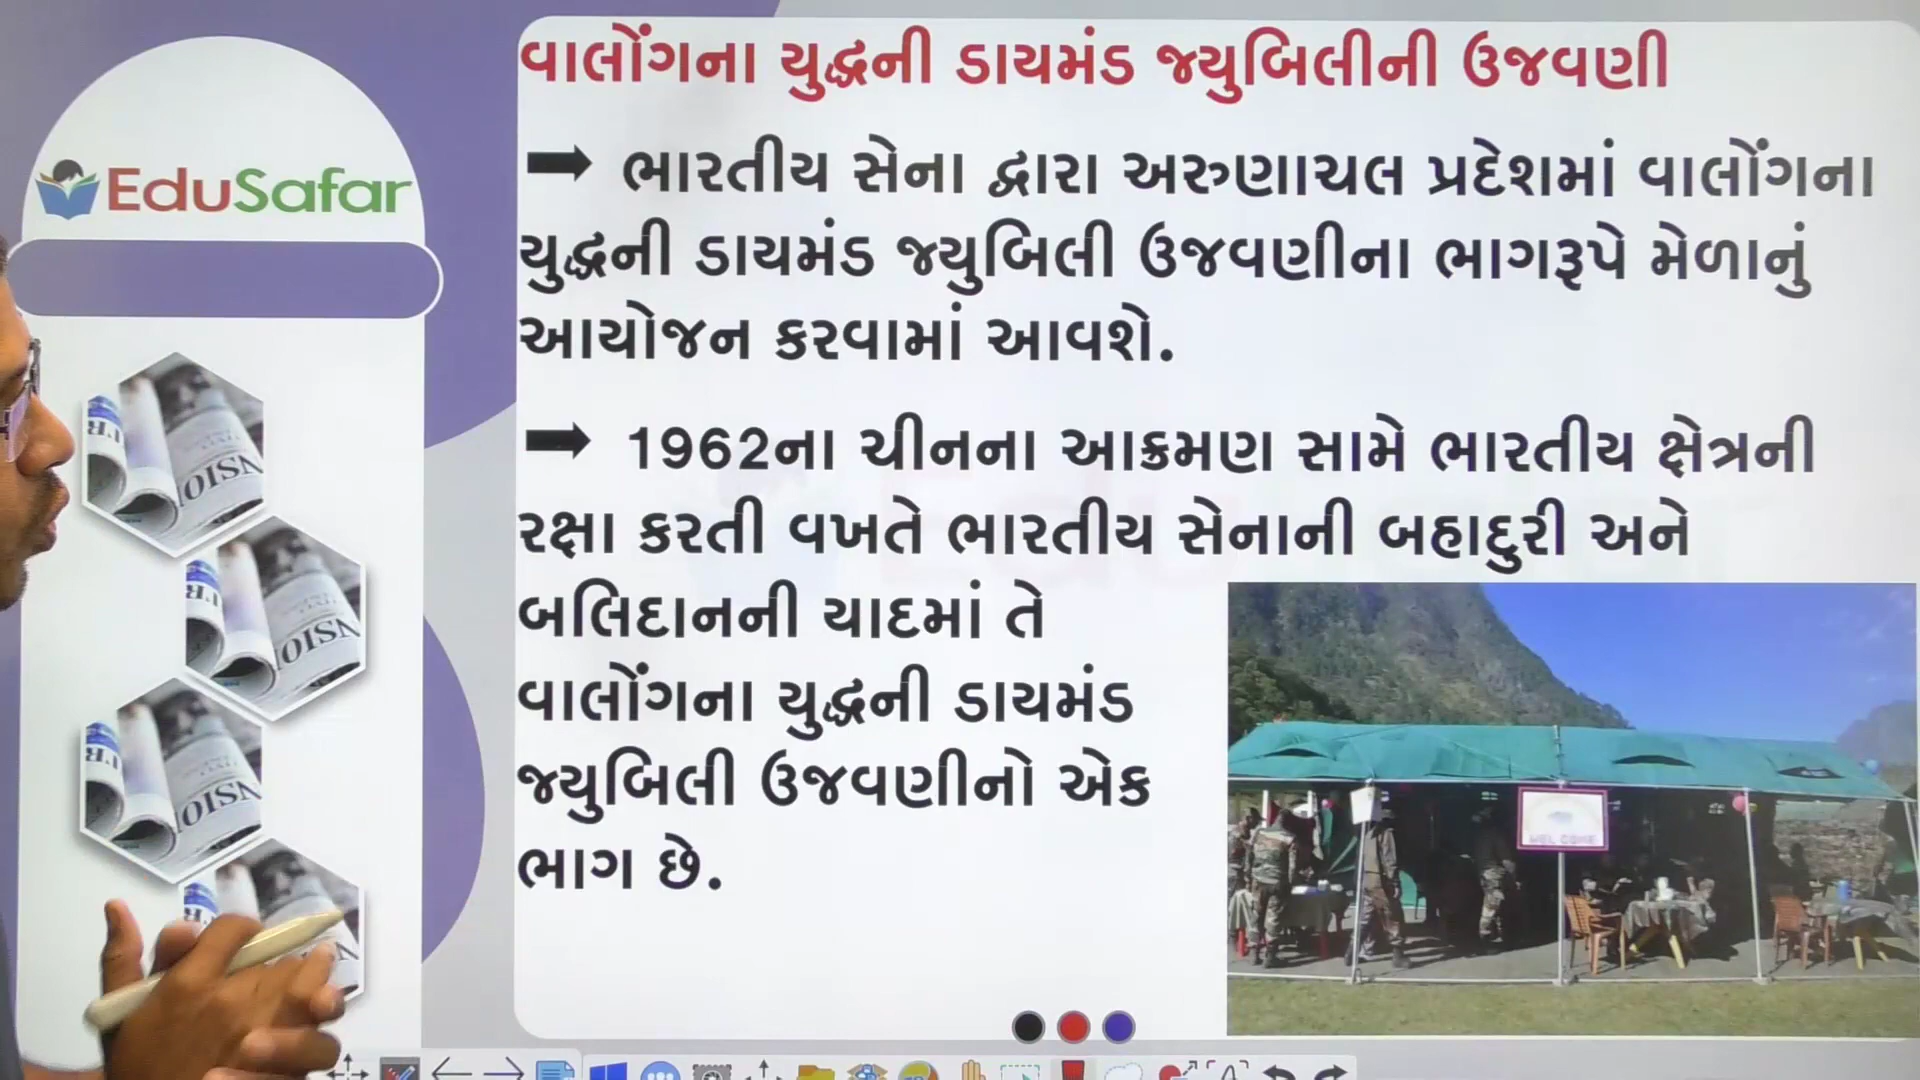 વાલોંગના યુદ્ધની ડાયમંડ જ્યુબિલીની ઉજવણી
EduSafar
➡ ભારતીય સેના દ્વારા અરુણાચલ પ્રદેશમાં વાલોંગના
યુદ્ધની ડાયમંડ જ્યુબિલી ઉજવણીના ભાગરૂપે મેળાનું
આયોજન કરવામાં આવશે.
➡ 1962ના ચીનના આક્રમણ સામે ભારતીય ક્ષેત્રની
રક્ષા કરતી વખતે ભારતીય સેનાની બહાદુરી અને
બલિદાનની યાદમાં તે
વાલોંગના યુદ્ધની ડાયમંડ
જ્યુબિલી ઉજવણીનો એક
ભાગ છે.
WELCOME